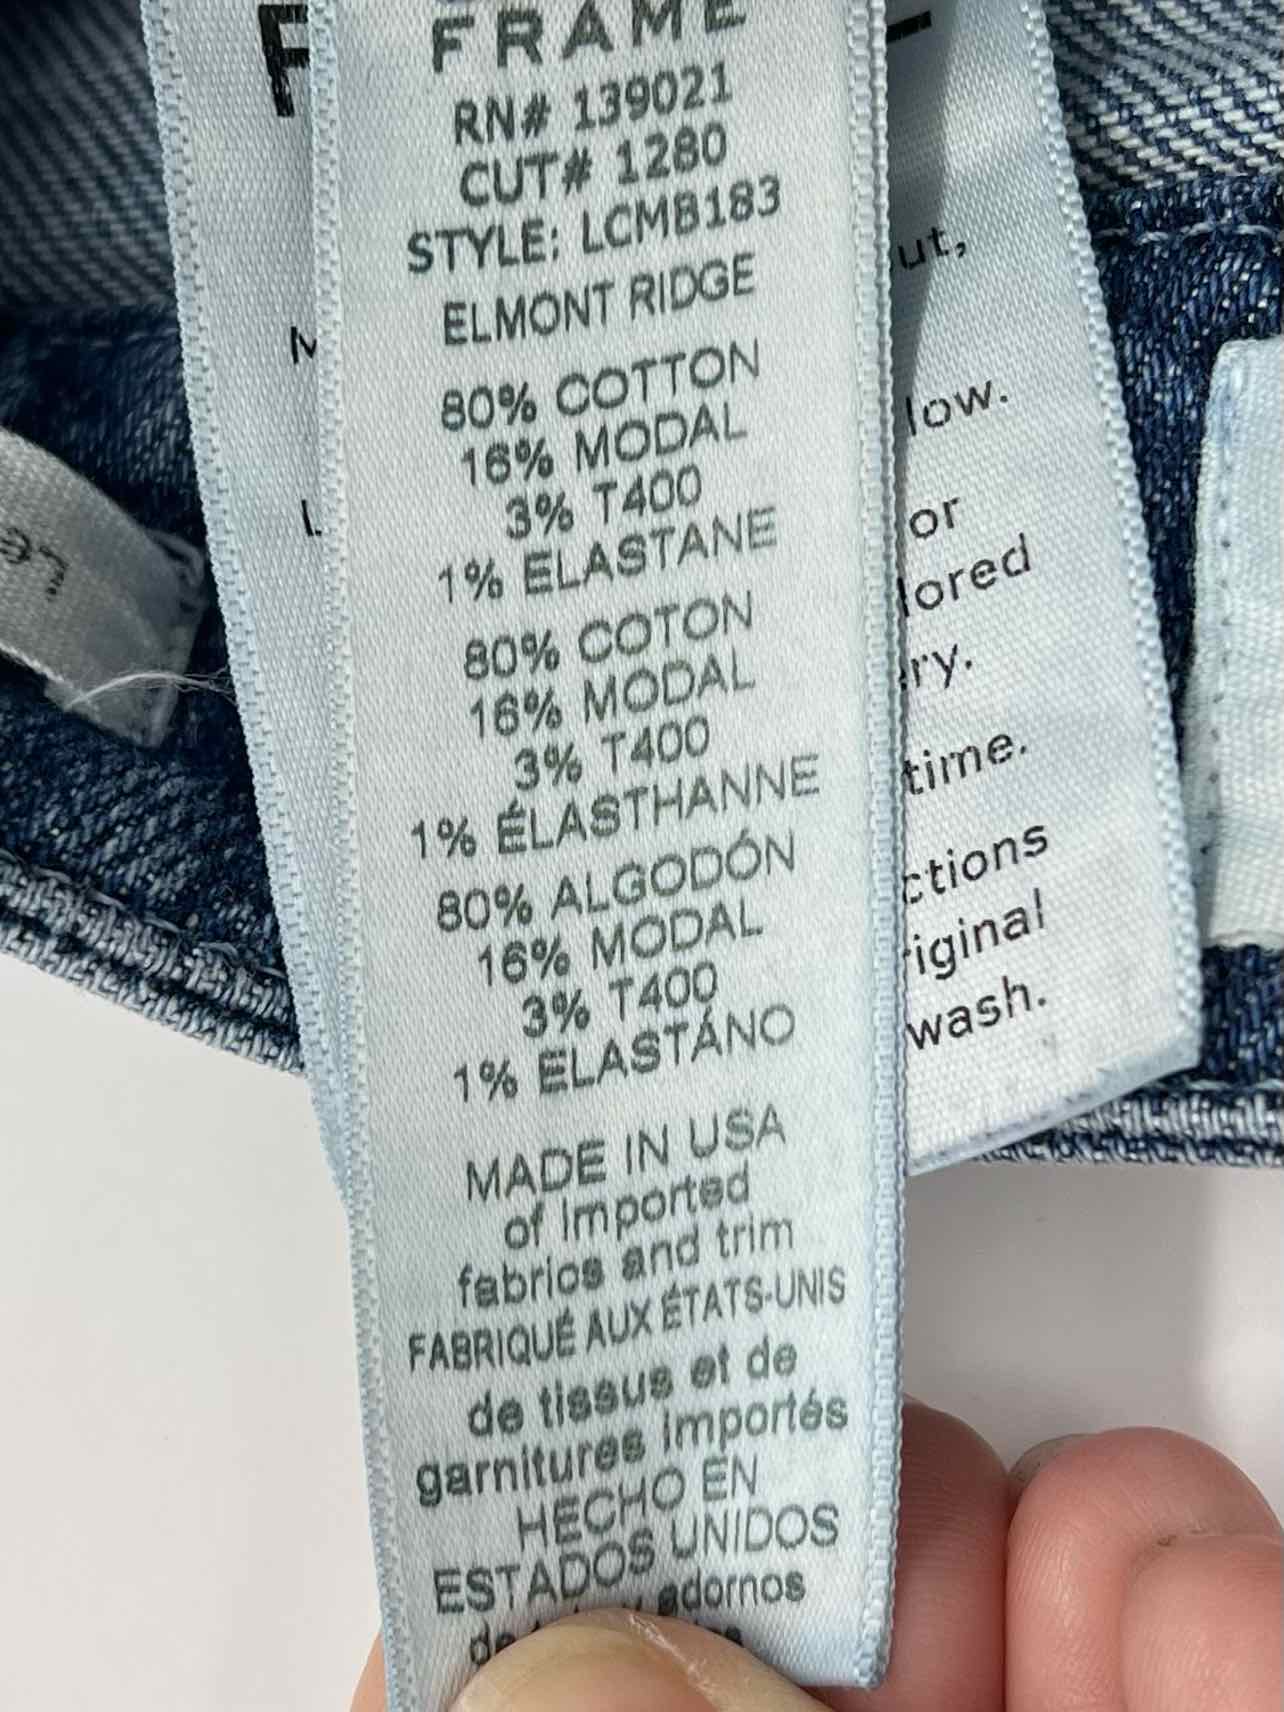 FRAME
RN# 139021
CUT# 1280
STYLE: LCMB183
ELMONT RIDGE
80% COTTON
16% MODAL
3% T400
1% ELASTANE
80% COTON
16% MODAL
3% T400
1% ÉLASTHANNE
80% ALGODÓN
16% MODAL
3% T400
1% ELASTÁNO
MADE IN USA
of imported
fabrics and trim
FABRIQUÉ AUX ÉTATS-UNIS
de tissus et de
garnitures importés
HECHO EN
ESTADOS UNIDOS
adornos
F
M
L
ut,
low.
or
lored
ry.
time.
ctions
riginal
wash.